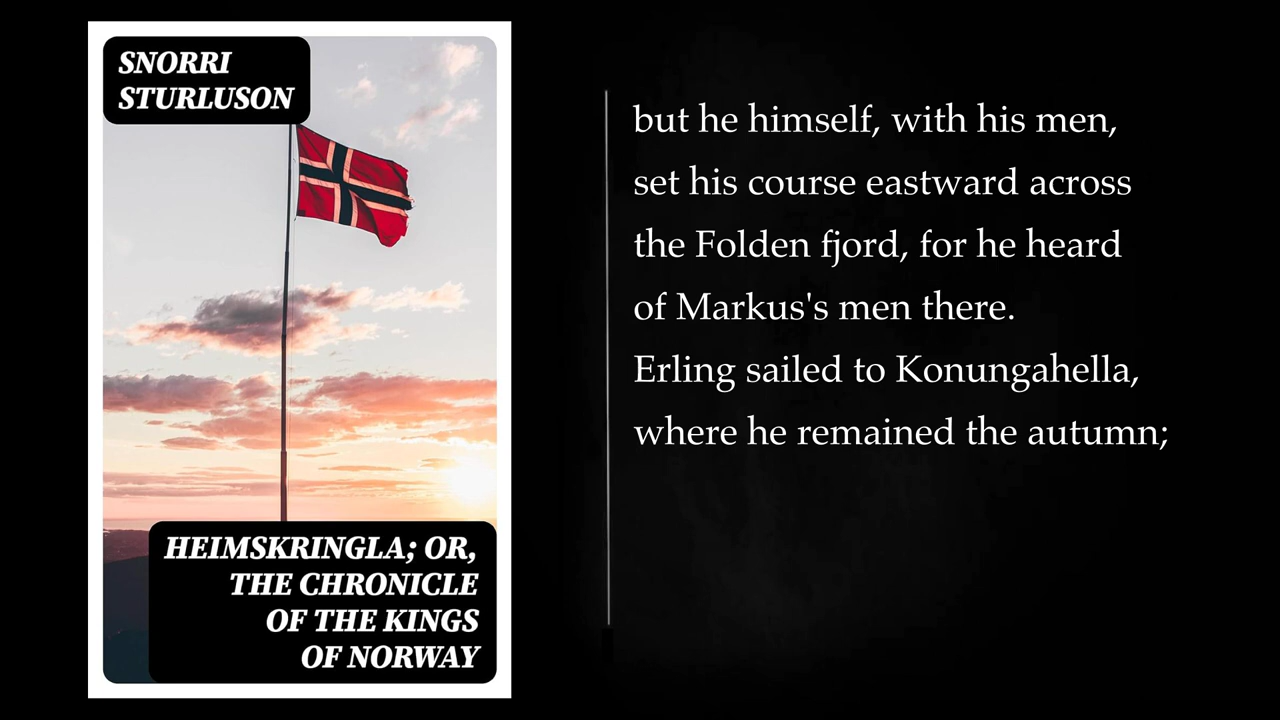 SNORRI
STURLUSON
HEIMSKRINGLA; OR,
THE CHRONICLE
OF THE KINGS
OF NORWAY
but he himself, with his men,
set his course eastward across
the Folden fjord, for he heard
of Markus's men there.
Erling sailed to Konungahella,
where he remained the autumn;